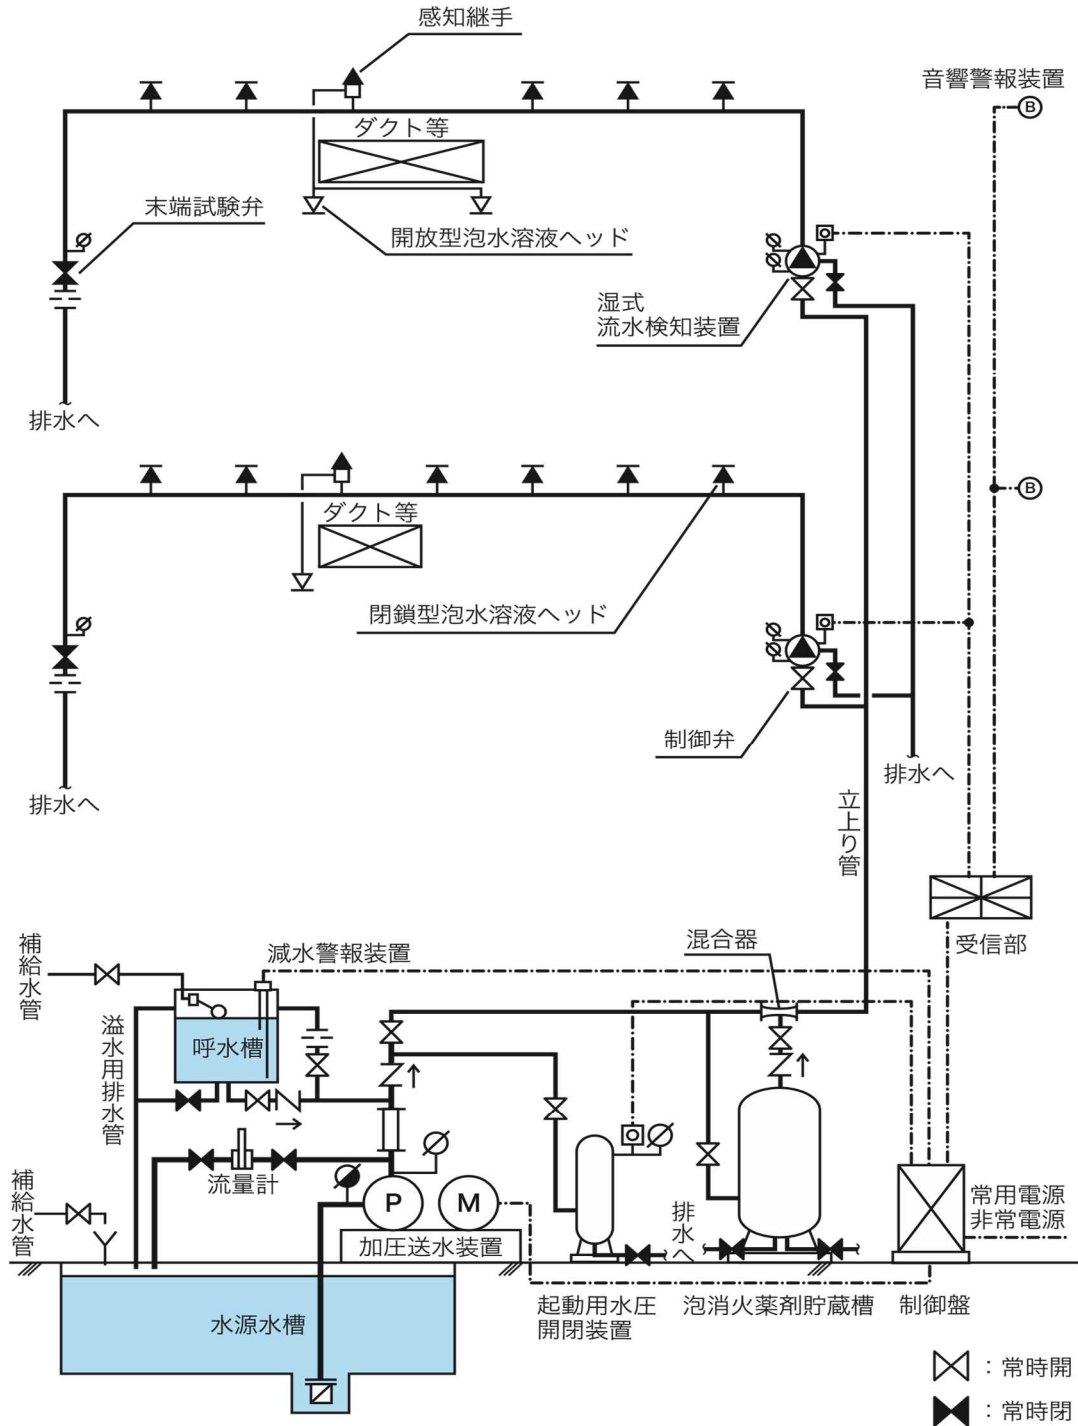 感知継手
音響警報装置
B
ダクト等
末端試験弁
開放型泡水溶液ヘッド
湿式
流水検知装置
排水へ
B
ダクト等
閉鎖型泡水溶液ヘッド
制御弁
排水へ
排水へ
立上り管
受信部
補給水管
減水警報装置
混合器
呼水槽
溢水用排水管
流量計
補給水管
P
M
加圧送水装置
排水へ
常用電源
非常電源
水源水槽
起動用水圧
開閉装置
泡消火薬剤貯蔵槽
制御盤
：常時開
：常時閉